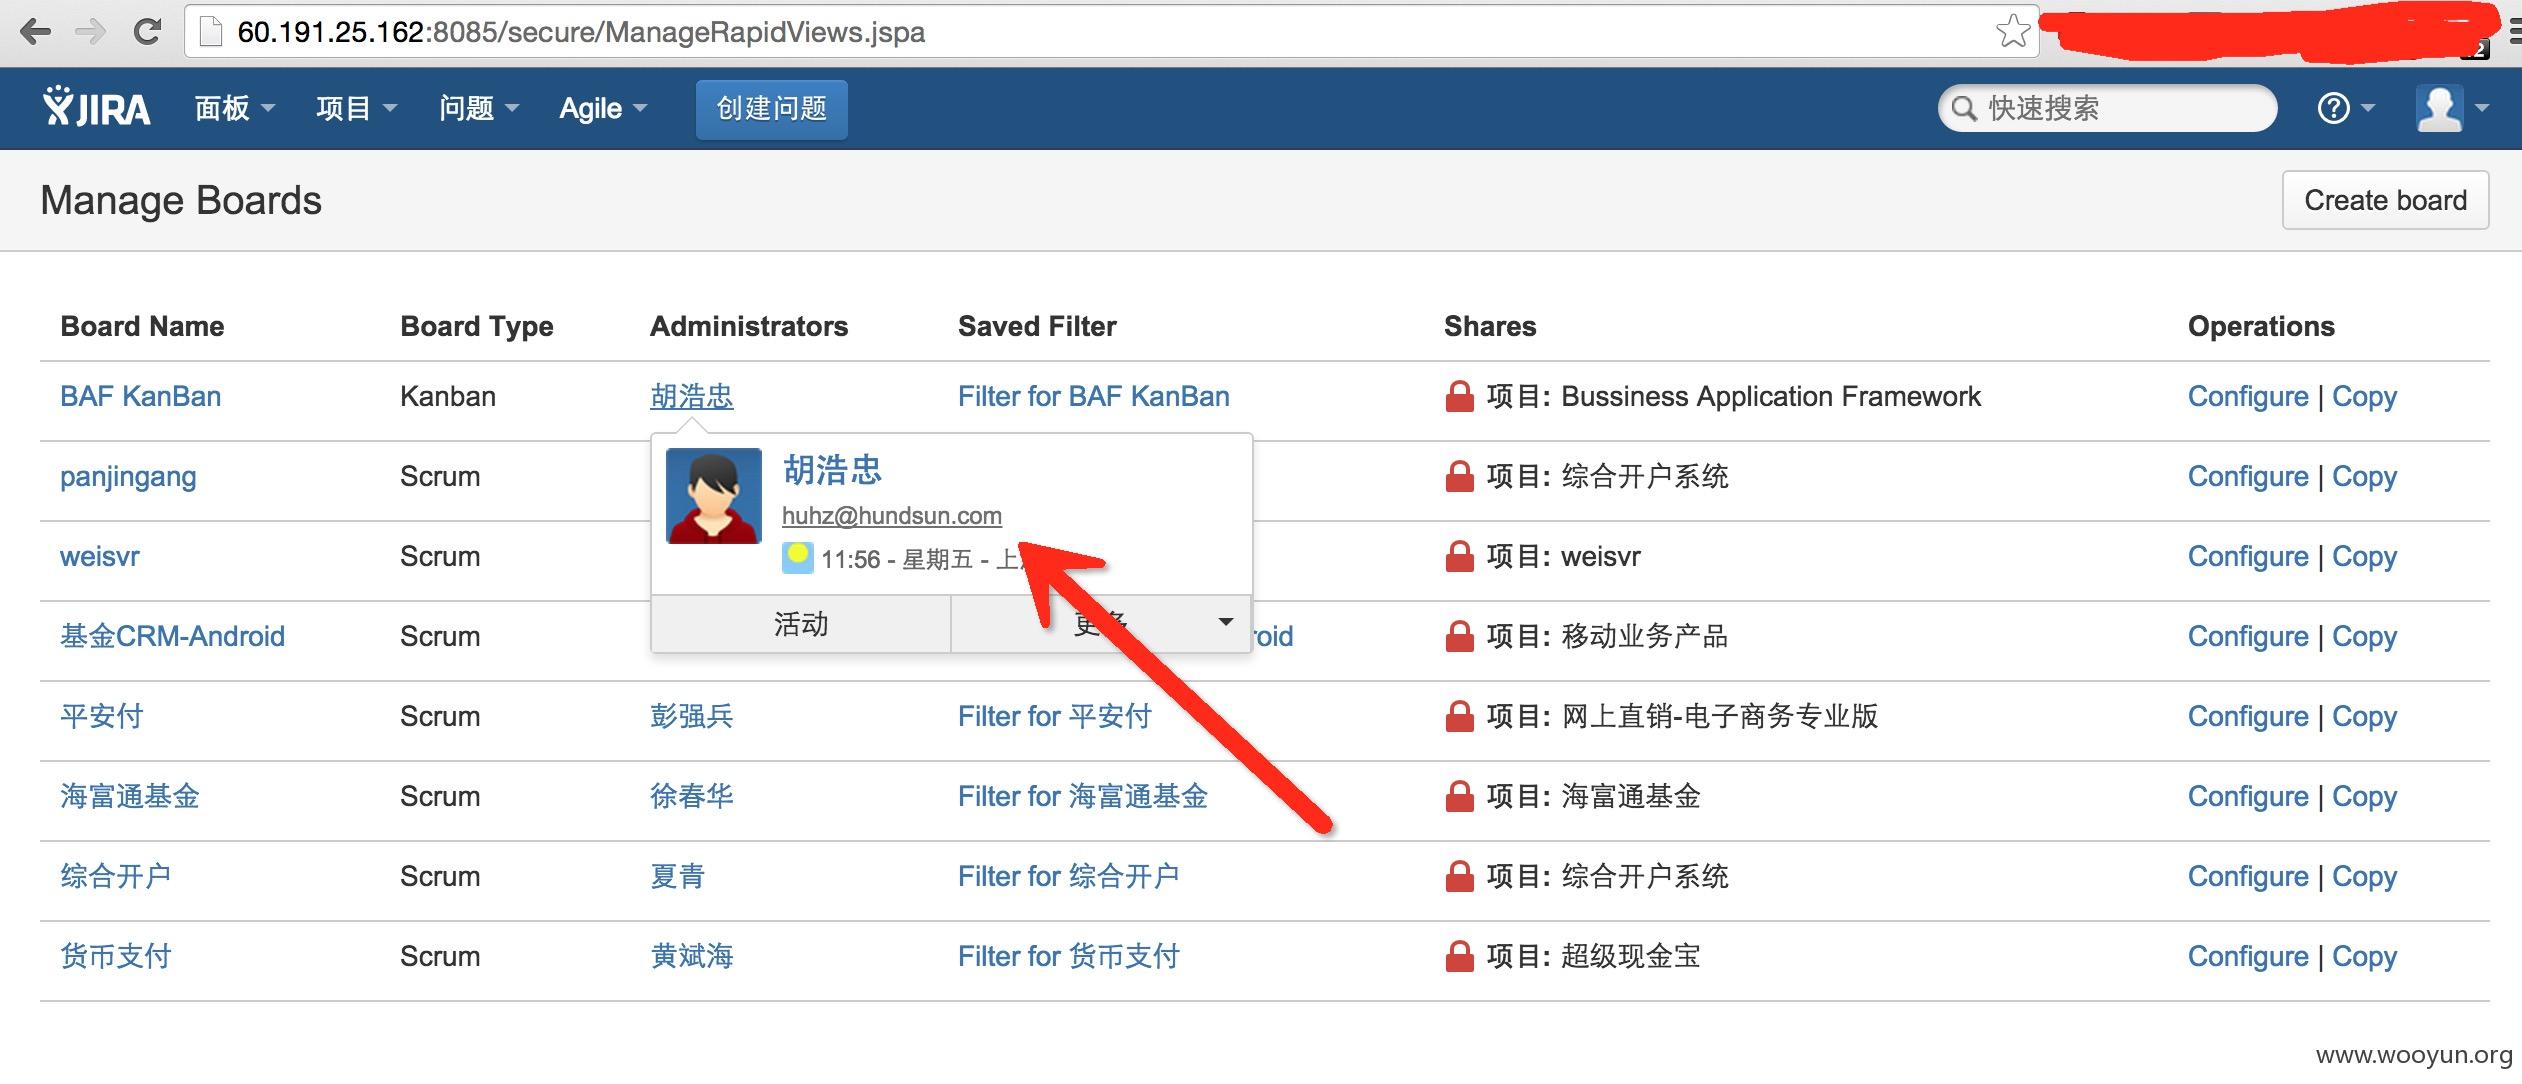 60.191.25.162:8085/secure/ManageRapidViews.jspa
JIRA 面板 项目 问题 Agile 创建问题 快速搜索
Manage Boards Create board
Board Name Board Type Administrators Saved Filter Shares Operations
BAF KanBan Kanban 胡浩忠 Filter for BAF KanBan 项目: Bussiness Application Framework Configure | Copy
胡浩忠
huhz@hundsun.com
11:56 - 星期五 - 上
活动 更多
panjingang Scrum 项目: 综合开户系统 Configure | Copy
weisvr Scrum 项目: weisvr Configure | Copy
基金CRM-Android Scrum roid 项目: 移动业务产品 Configure | Copy
平安付 Scrum 彭强兵 Filter for 平安付 项目: 网上直销-电子商务专业版 Configure | Copy
海富通基金 Scrum 徐春华 Filter for 海富通基金 项目: 海富通基金 Configure | Copy
综合开户 Scrum 夏青 Filter for 综合开户 项目: 综合开户系统 Configure | Copy
货币支付 Scrum 黄斌海 Filter for 货币支付 项目: 超级现金宝 Configure | Copy
www.wooyun.org